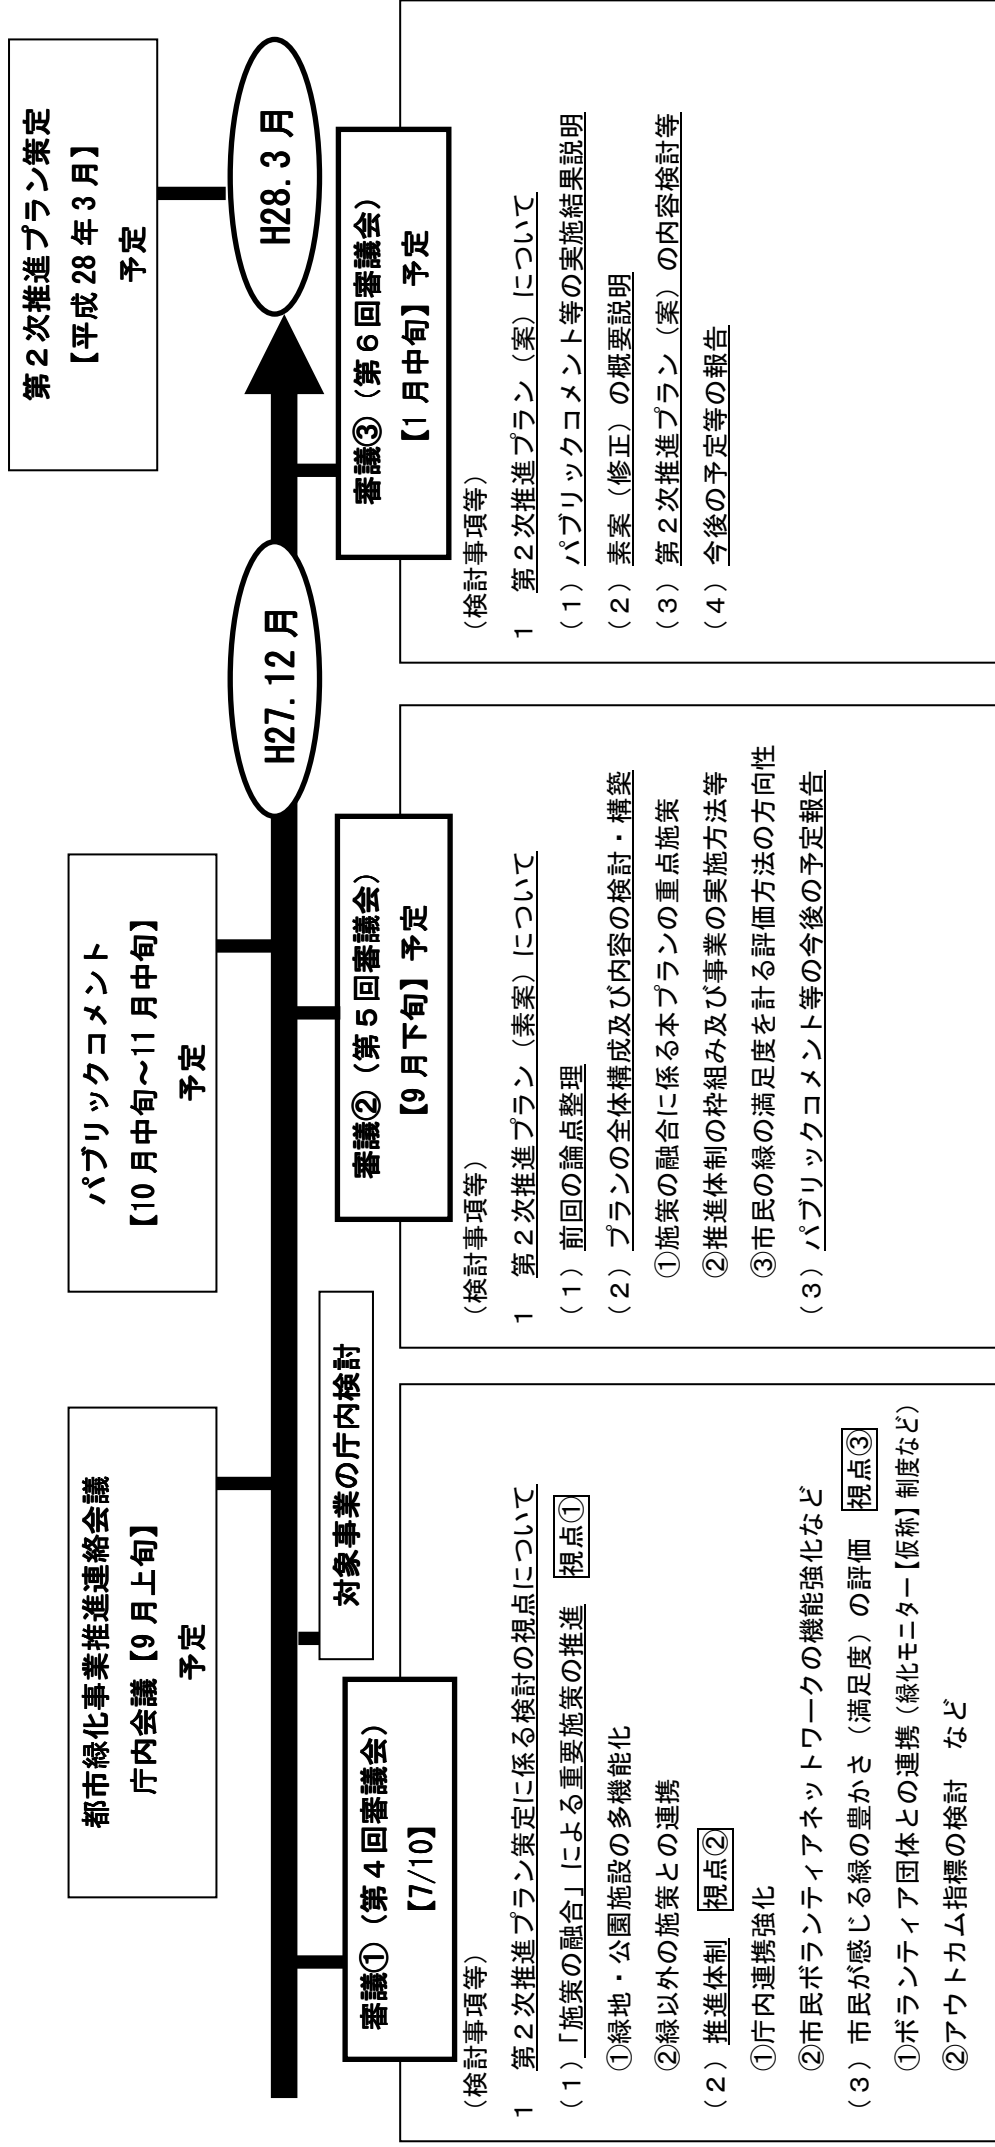 都市緑化事業推進連絡会議
庁内会議【9月上旬】
予定
パブリックコメント
【10月中旬~11月中旬】
予定
第2次推進プラン策定
【平成28年3月】
予定
H27.12月
H28.3月
対象事業の庁内検討
審議①（第4回審議会）
【7/10】
(検討事項等)
1 第2次推進プラン策定に係る検討の視点について
（1）「施策の融合」による重要施策の推進 視点①
①緑地・公園施設の多機能化
②緑以外の施策との連携
（2）推進体制 視点②
①庁内連携強化
②市民ボランティアネットワークの機能強化など
（3）市民が感じる緑の豊かさ（満足度）の評価 視点③
①ボランティア団体との連携（緑化モニター【仮称】制度など）
②アウトカム指標の検討 など
審議②（第5回審議会）
【9月下旬】予定
(検討事項等)
1 第2次推進プラン（素案）について
（1）前回の論点整理
（2）プランの全体構成及び内容の検討・構築
①施策の融合に係る本プランの重点施策
②推進体制の枠組み及び事業の実施方法等
③市民の緑の満足度を計る評価方法の方向性
（3）パブリックコメント等の今後の予定報告
審議③（第6回審議会）
【1月中旬】予定
(検討事項等)
1 第2次推進プラン（案）について
（1）パブリックコメント等の実施結果説明
（2）素案（修正）の概要説明
（3）第2次推進プラン（案）の内容検討等
（4）今後の予定等の報告